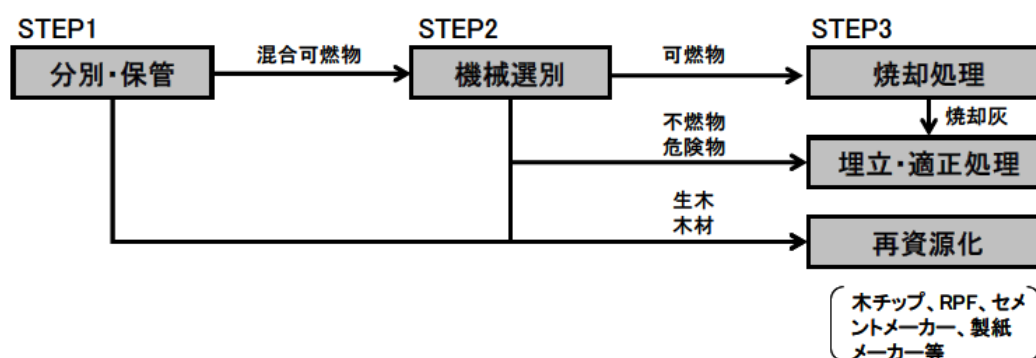 STEP1
STEP2
STEP3
分別・保管
混合可燃物
機械選別
可燃物
焼却処理
焼却灰
不燃物
危険物
埋立・適正処理
生木
木材
再資源化
木チップ、RPF、セメ
ントメーカー、製紙
メーカー等